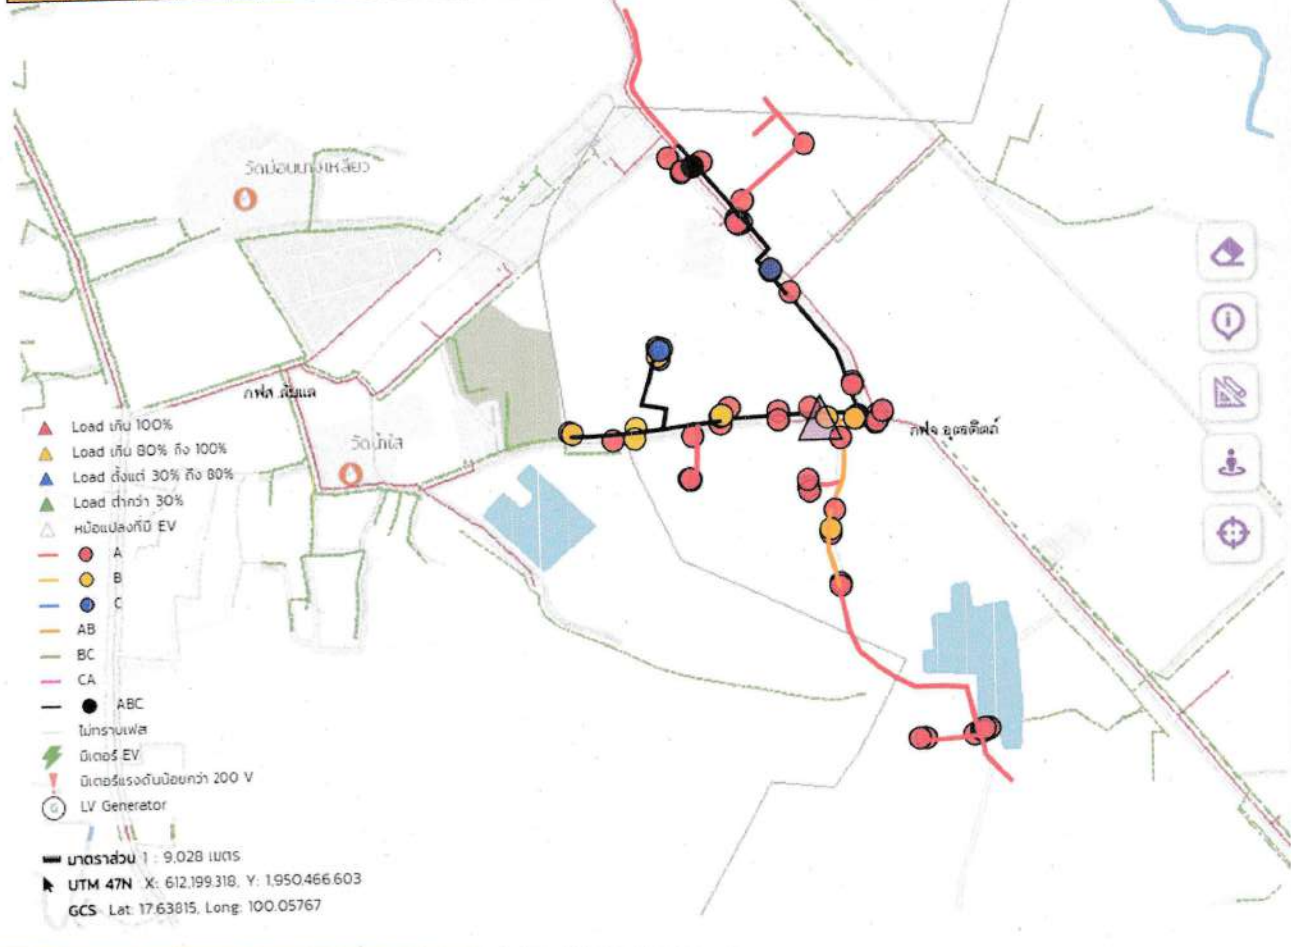 วัดม่อนนางเหลียว
กฟส.ลับแล
วัดน้ำใส
กฟจ.อุตรดิตถ์
Load เกิน 100%
Load เกิน 80% ถึง 100%
Load ตั้งแต่ 30% ถึง 80%
Load ต่ำกว่า 30%
หม้อแปลงที่มี EV
A
B
C
AB
BC
CA
ABC
ไม่ทราบเฟส
มิเตอร์ EV
มิเตอร์แรงดันน้อยกว่า 200 V
G LV Generator
มาตราส่วน 1 : 9,028 เมตร
UTM 47N X: 612,199.318, Y: 1,950,466.603
GCS Lat: 17.63815, Long: 100.05767